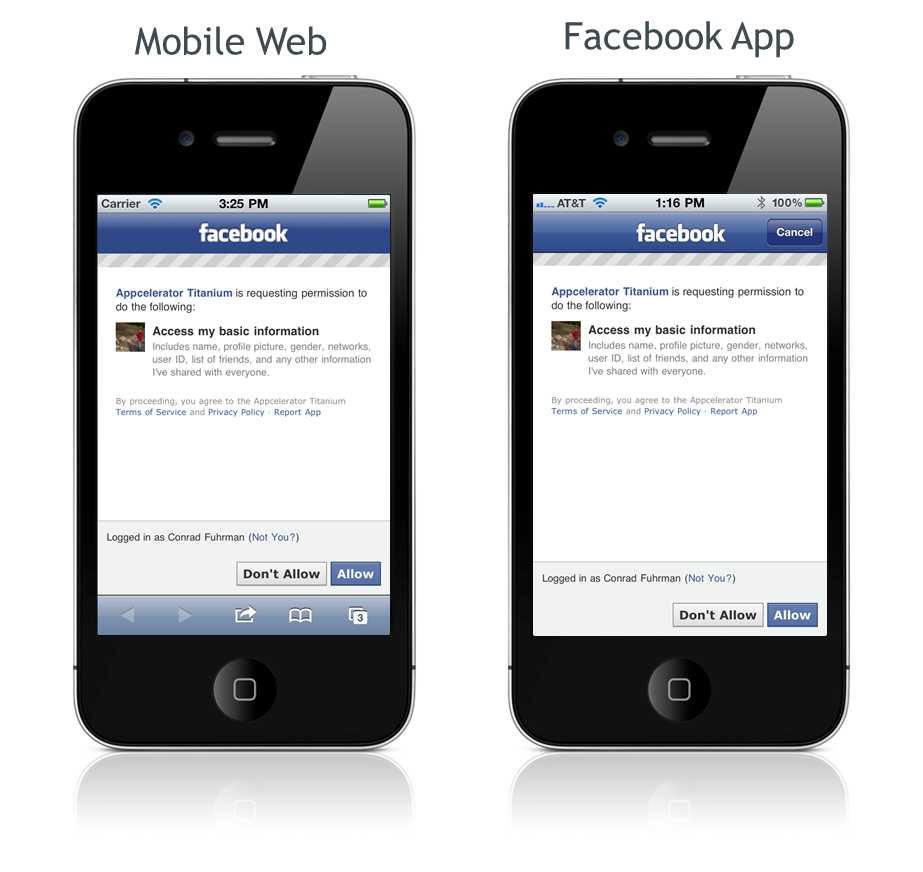 Mobile Web
Carrier 3:25 PM
facebook
Appcelerator Titanium is requesting permission to
do the following:
Access my basic information
Includes name, profile picture, gender, networks,
user ID, list of friends, and any other information
I've shared with everyone.
By proceeding, you agree to the Appcelerator Titanium
Terms of Service and Privacy Policy · Report App
Logged in as Conrad Fuhrman (Not You?)
Don't Allow Allow
3
Facebook App
AT&T 1:16 PM 100%
facebook Cancel
Appcelerator Titanium is requesting permission to
do the following:
Access my basic information
Includes name, profile picture, gender, networks,
user ID, list of friends, and any other information
I've shared with everyone.
By proceeding, you agree to the Appcelerator Titanium
Terms of Service and Privacy Policy · Report App
Logged in as Conrad Fuhrman (Not You?)
Don't Allow Allow